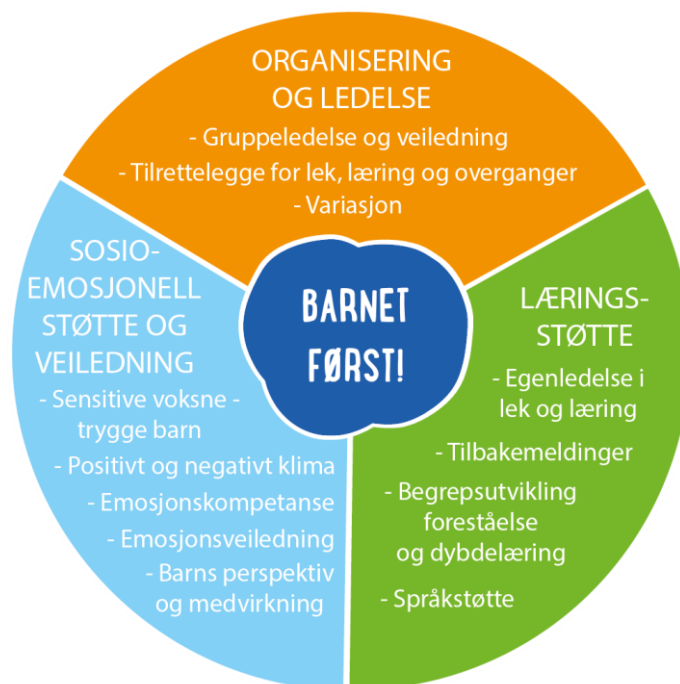 ORGANISERING
OG LEDELSE
- Gruppeledelse og veiledning
- Tilrettelegge for lek, læring og overganger
- Variasjon
SOSIO-
EMOSJONELL
STØTTE OG
VEILEDNING
- Sensitive voksne -
trygge barn
- Positivt og negativt klima
- Emosjonskompetanse
- Emosjonsveiledning
- Barns perspektiv
og medvirkning
BARNET
FØRST!
LÆRINGS-
STØTTE
- Egenledelse i
lek og læring
- Tilbakemeldinger
- Begrepsutvikling
foreståelse
og dybdelæring
- Språkstøtte